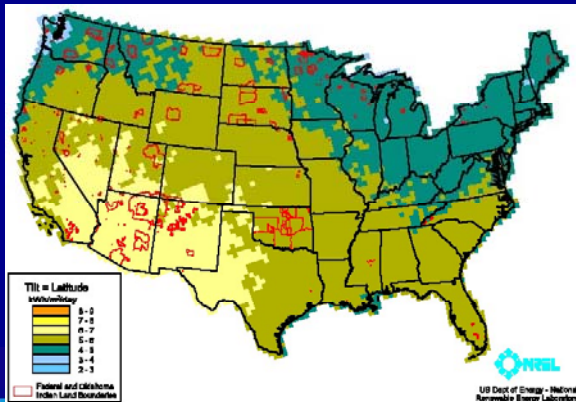 Tilt = Latitude
kWh/m²/day
8 - 9
7 - 8
6 - 7
5 - 6
4 - 5
3 - 4
2 - 3
Federal and Oklahoma
Indian Land Boundaries
NREL
US Dept of Energy - National
Renewable Energy Laboratory